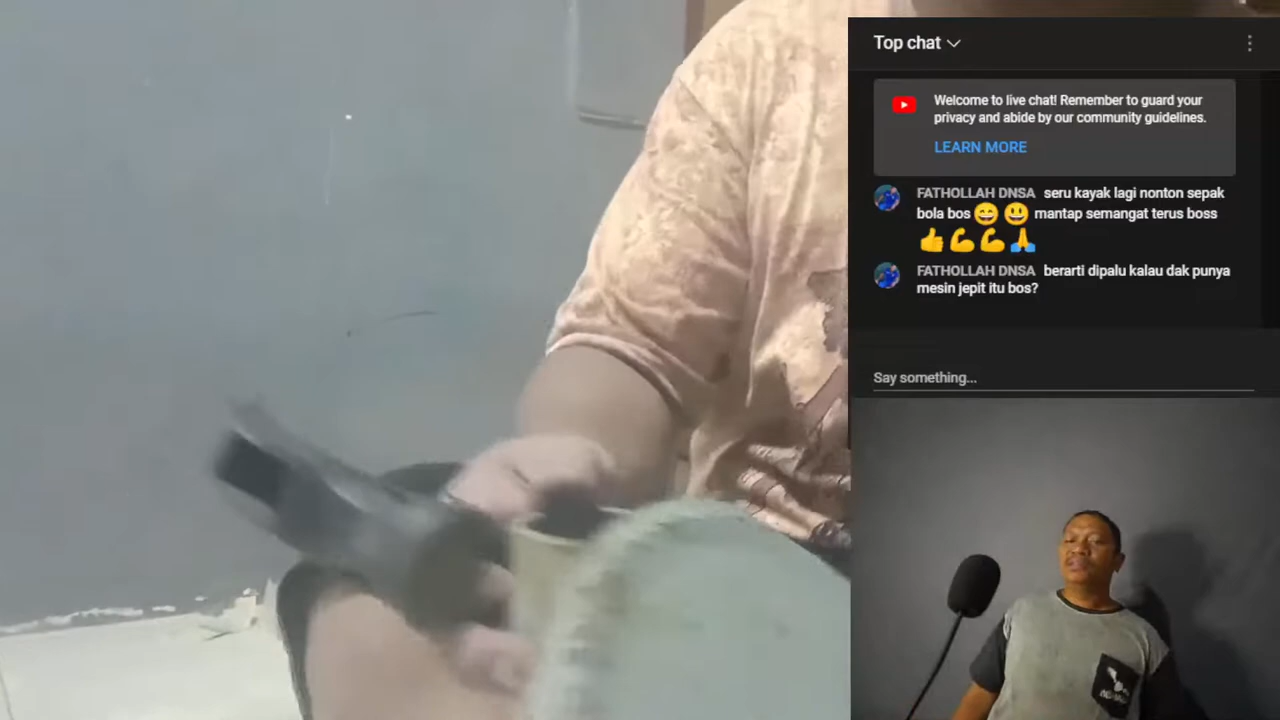 Top chat
Welcome to live chat! Remember to guard your
privacy and abide by our community guidelines.
LEARN MORE
FATHOLLAH DNSA seru kayak lagi nonton sepak
bola bos😄 😃 mantap semangat terus boss
👍💪💪🙏
FATHOLLAH DNSA berarti dipalu kalau dak punya
mesin jepit itu bos?
Say something...